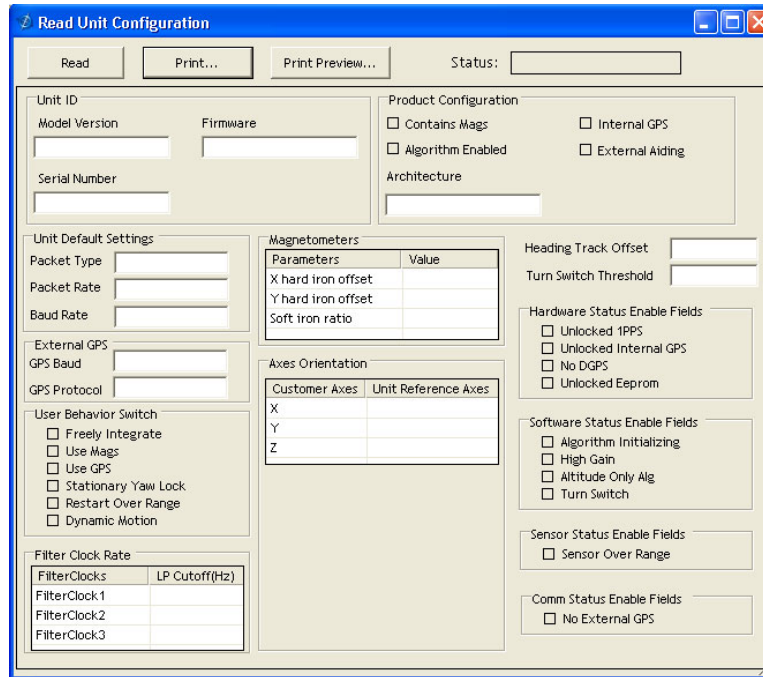 Read Unit Configuration
Read
Print...
Print Preview...
Status:
Unit ID
Model Version
Firmware
Serial Number
Product Configuration
Contains Mags
Internal GPS
Algorithm Enabled
External Aiding
Architecture
Unit Default Settings
Packet Type
Packet Rate
Baud Rate
External GPS
GPS Baud
GPS Protocol
User Behavior Switch
Freely Integrate
Use Mags
Use GPS
Stationary Yaw Lock
Restart Over Range
Dynamic Motion
Filter Clock Rate
FilterClocks LP Cutoff(Hz)
FilterClock1
FilterClock2
FilterClock3
Magnetometers
Parameters Value
X hard iron offset
Y hard iron offset
Soft iron ratio
Axes Orientation
Customer Axes Unit Reference Axes
X
Y
Z
Heading Track Offset
Turn Switch Threshold
Hardware Status Enable Fields
Unlocked 1PPS
Unlocked Internal GPS
No DGPS
Unlocked Eeprom
Software Status Enable Fields
Algorithm Initializing
High Gain
Altitude Only Alg
Turn Switch
Sensor Status Enable Fields
Sensor Over Range
Comm Status Enable Fields
No External GPS